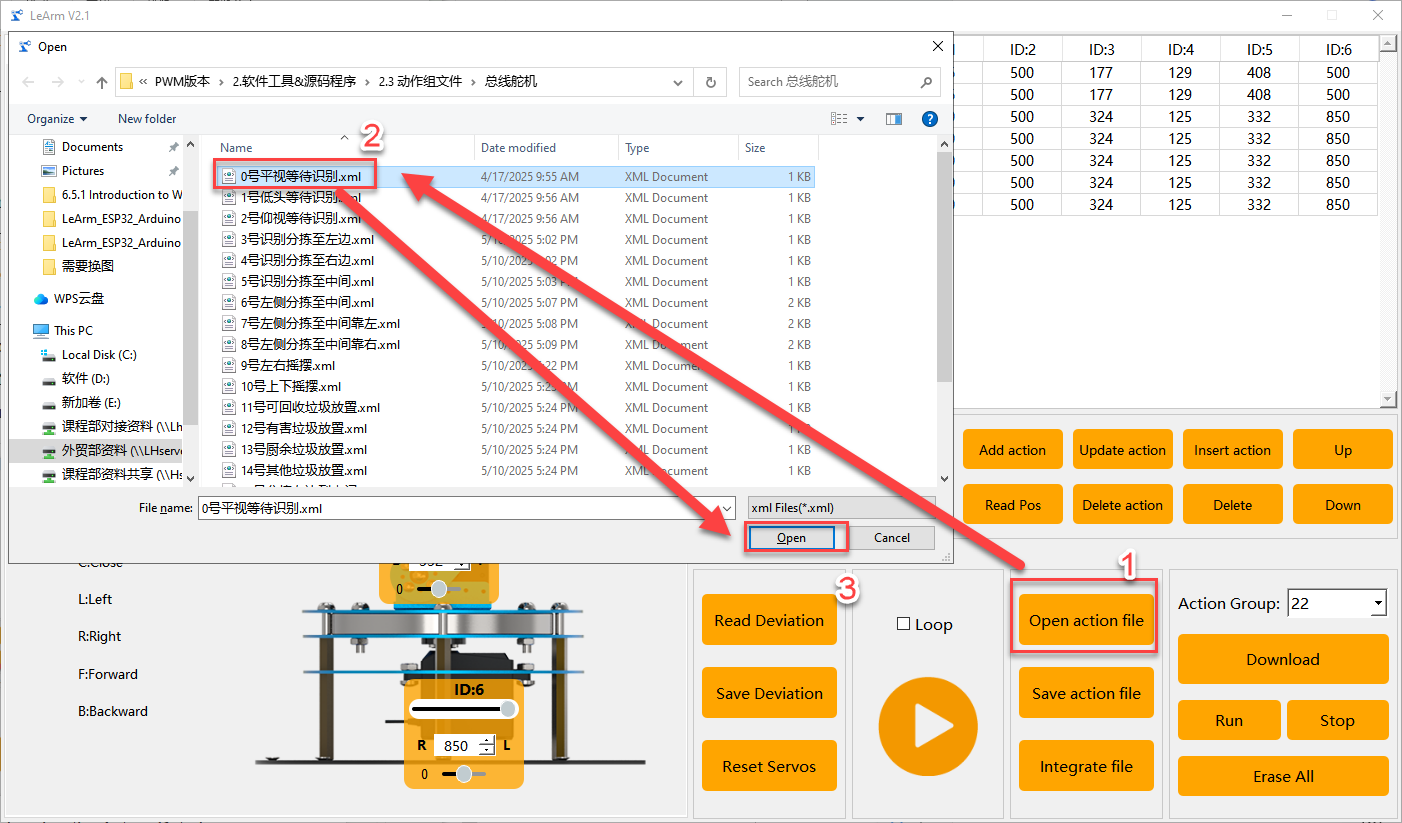 LeArm V2.1
Open
« PWM版本 › 2.软件工具&源码程序 › 2.3 动作组文件 › 总线舵机
Search 总线舵机
Organize
New folder
Documents
Pictures
6.5.1 Introduction to W
LeArm_ESP32_Arduino
LeArm_ESP32_Arduino
需要换图
WPS云盘
This PC
Local Disk (C:)
软件 (D:)
新加卷 (E:)
课程部对接资料 (\\Lh
外贸部资料 (\\LHserve
课程部资料共享 (\\Hs
Name Date modified Type Size
2
0号平视等待识别.xml 4/17/2025 9:55 AM XML Document 1 KB
1号低头等待识别.xml 4/17/2025 9:56 AM XML Document 1 KB
2号仰视等待识别.xml 4/17/2025 9:56 AM XML Document 1 KB
3号识别分拣至左边.xml 5/10/2025 5:02 PM XML Document 1 KB
4号识别分拣至右边.xml 5/10/2025 5:02 PM XML Document 1 KB
5号识别分拣至中间.xml 5/10/2025 5:03 PM XML Document 1 KB
6号左侧分拣至中间.xml 5/10/2025 5:07 PM XML Document 2 KB
7号左侧分拣至中间靠左.xml 5/10/2025 5:08 PM XML Document 2 KB
8号左侧分拣至中间靠右.xml 5/10/2025 5:09 PM XML Document 2 KB
9号左右摇摆.xml 5/10/2025 5:22 PM XML Document 1 KB
10号上下摇摆.xml 5/10/2025 5:23 PM XML Document 1 KB
11号可回收垃圾放置.xml 5/10/2025 5:24 PM XML Document 1 KB
12号有害垃圾放置.xml 5/10/2025 5:24 PM XML Document 1 KB
13号厨余垃圾放置.xml 5/10/2025 5:24 PM XML Document 1 KB
14号其他垃圾放置.xml 5/10/2025 5:24 PM XML Document 1 KB
File name: 0号平视等待识别.xml
xml Files(*.xml)
Open
Cancel
ID:2 ID:3 ID:4 ID:5 ID:6
500 177 129 408 500
500 177 129 408 500
500 324 125 332 850
500 324 125 332 850
500 324 125 332 850
500 324 125 332 850
500 324 125 332 850
Add action
Update action
Insert action
Up
Read Pos
Delete action
Delete
Down
L:Left
R:Right
F:Forward
B:Backward
0
ID:6
R 850 L
0
3
Read Deviation
Save Deviation
Reset Servos
Loop
1
Open action file
Save action file
Integrate file
Action Group: 22
Download
Run
Stop
Erase All